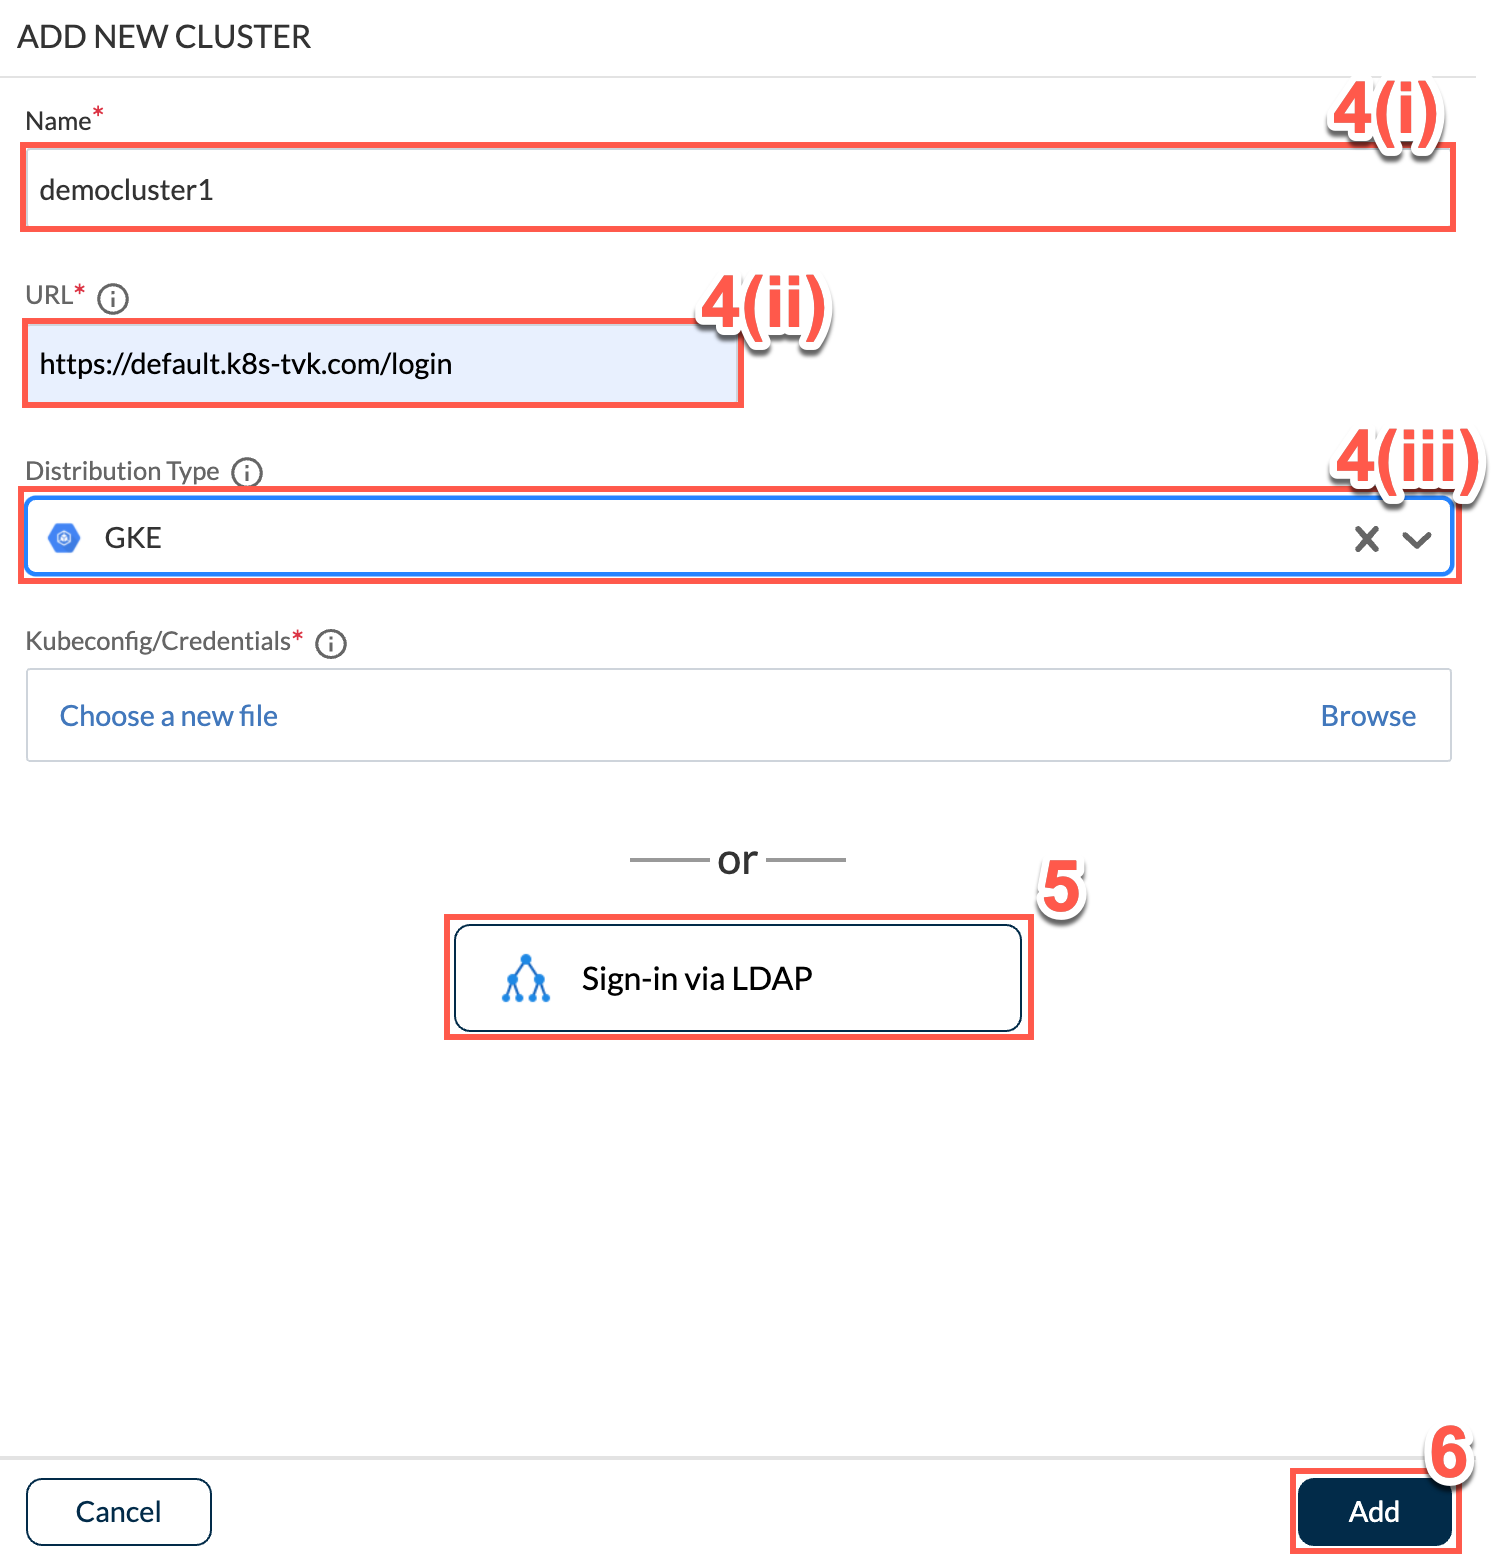 ADD NEW CLUSTER
Name*
4(i)
democluster1
URL*
4(ii)
https://default.k8s-tvk.com/login
Distribution Type
4(iii)
GKE
Kubeconfig/Credentials*
Choose a new file Browse
or
5
Sign-in via LDAP
6
Cancel Add